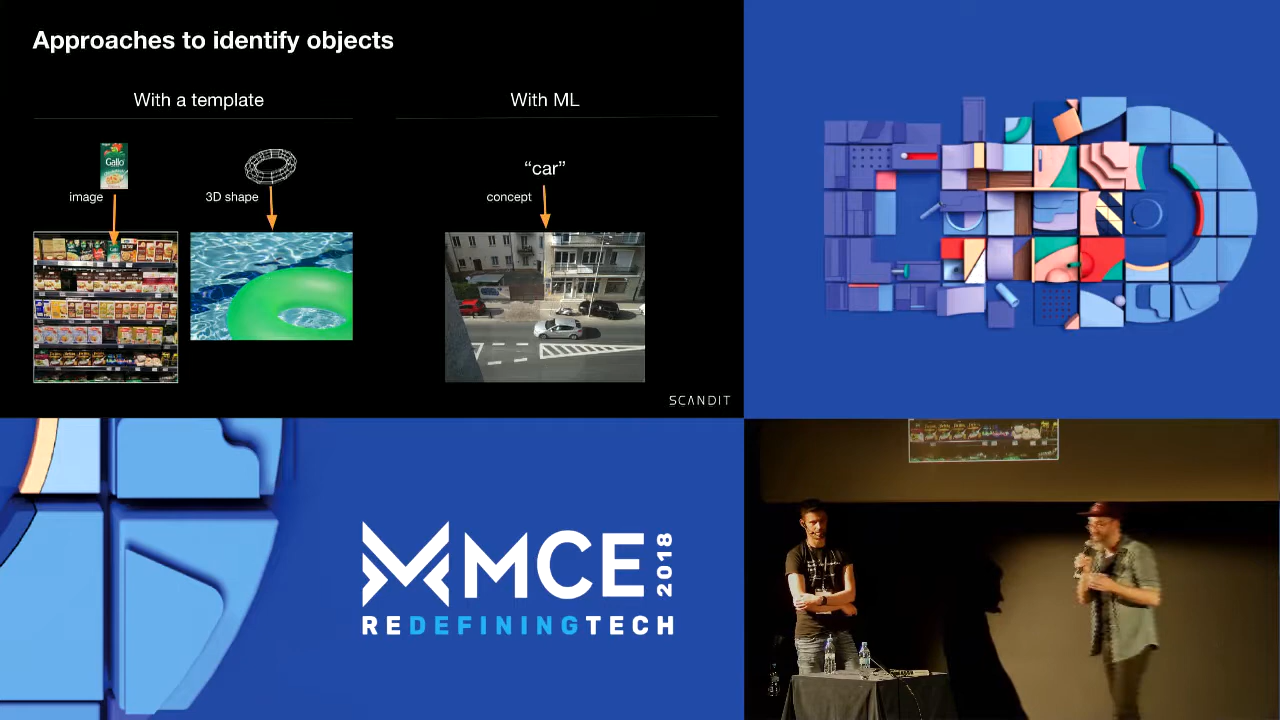 Approaches to identify objects
With a template
With ML
Gallo
image
3D shape
"car"
concept
SCANDIT
MCE 2018
REDEFININGTECH